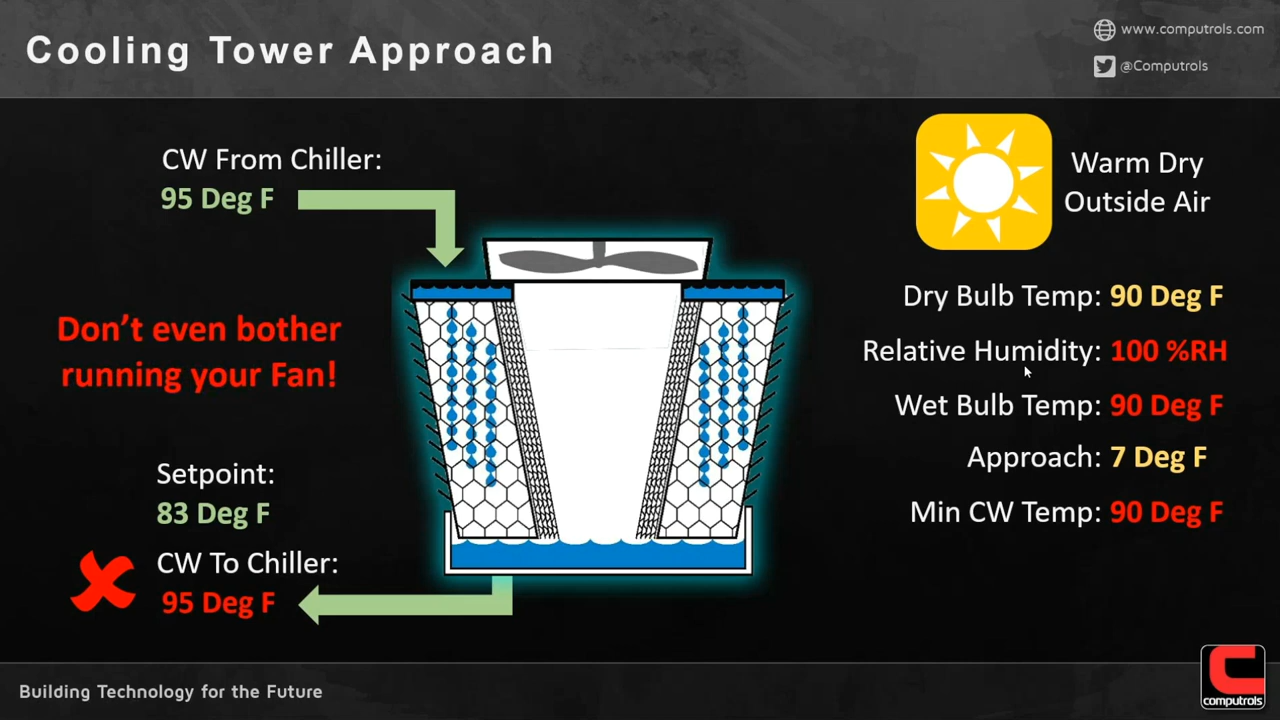 Cooling Tower Approach
www.computrols.com
@Computrols
CW From Chiller:
95 Deg F
Don't even bother
running your Fan!
Setpoint:
83 Deg F
CW To Chiller:
95 Deg F
Warm Dry
Outside Air
Dry Bulb Temp: 90 Deg F
Relative Humidity: 100 %RH
Wet Bulb Temp: 90 Deg F
Approach: 7 Deg F
Min CW Temp: 90 Deg F
Building Technology for the Future
computrols